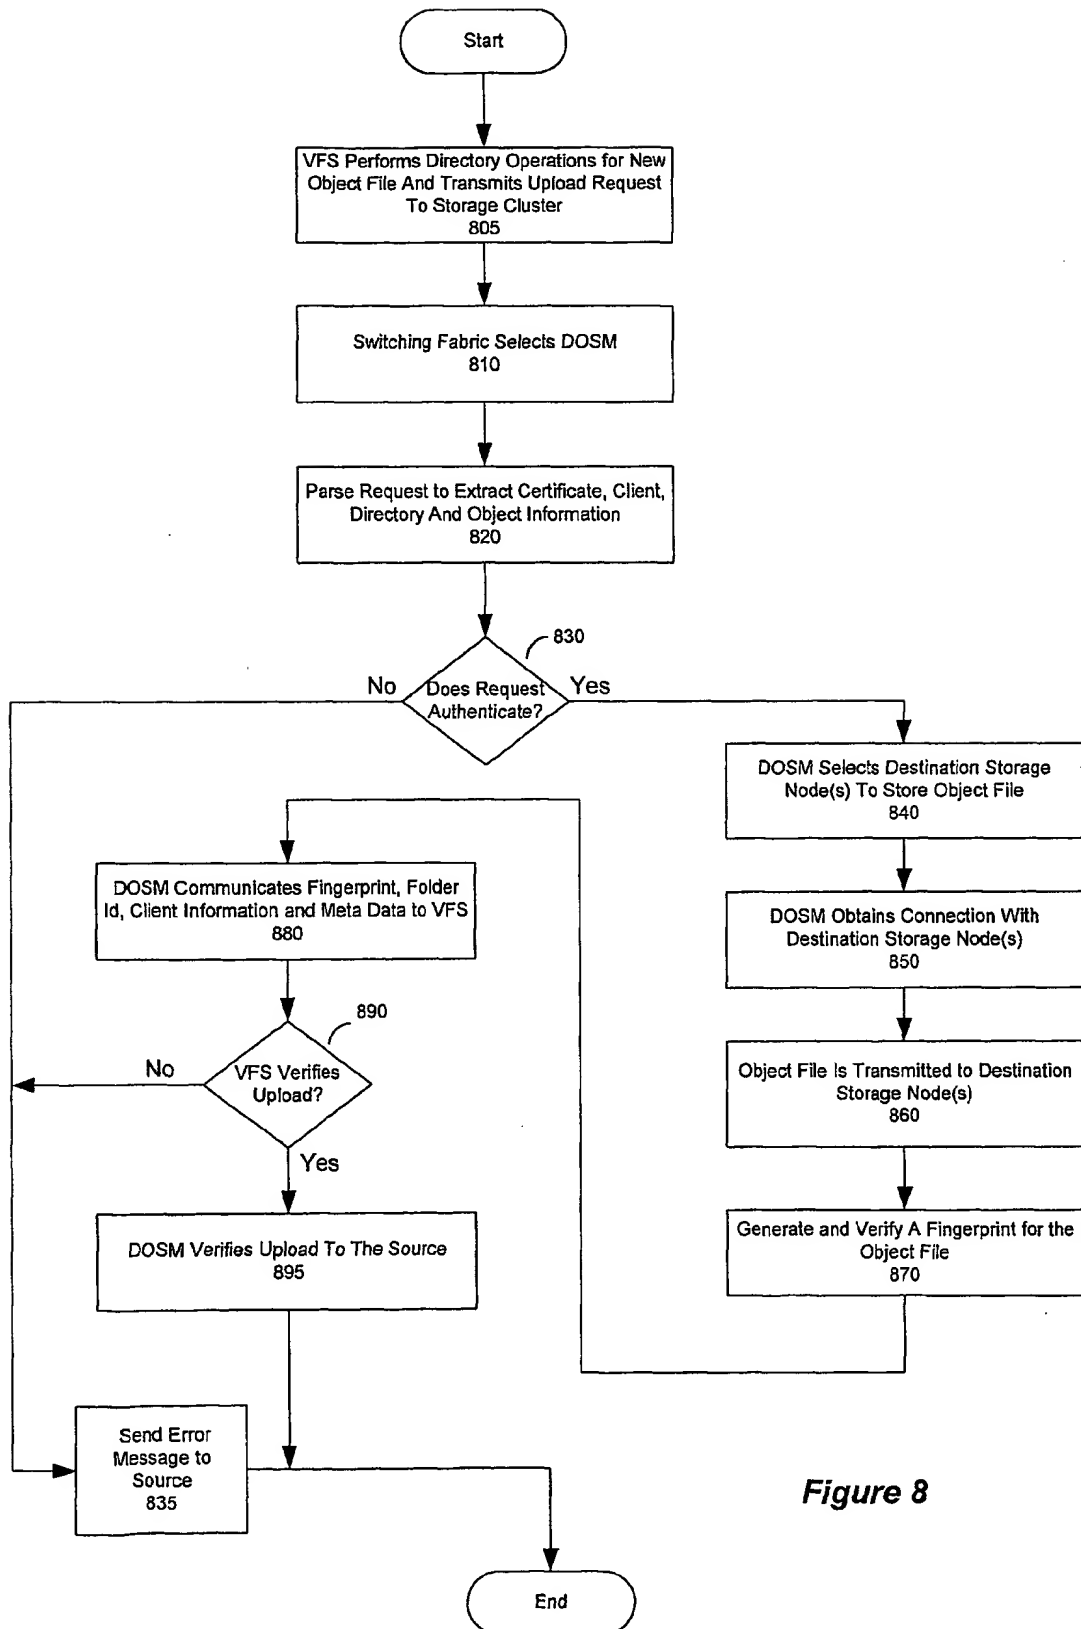 Start
VFS Performs Directory Operations for New
Object File And Transmits Upload Request
To Storage Cluster
805
Switching Fabric Selects DOSM
810
Parse Request to Extract Certificate, Client,
Directory And Object Information
820
830
No
Does Request
Authenticate?
Yes
DOSM Selects Destination Storage
Node(s) To Store Object File
840
DOSM Obtains Connection With
Destination Storage Node(s)
850
Object File Is Transmitted to Destination
Storage Node(s)
860
Generate and Verify A Fingerprint for the
Object File
870
DOSM Communicates Fingerprint, Folder
Id, Client Information and Meta Data to VFS
880
890
No
VFS Verifies
Upload?
Yes
DOSM Verifies Upload To The Source
895
Send Error
Message to
Source
835
Figure 8
End